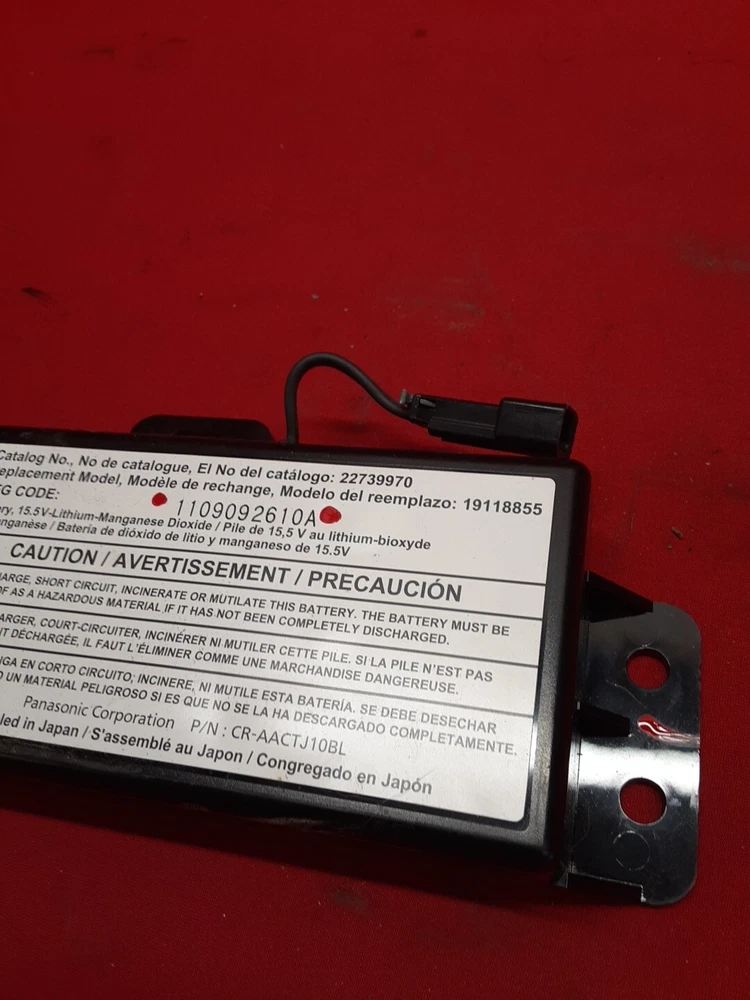 Catalog No., No de catalogue, El No del catálogo: 22739970
eplacement Model, Modèle de rechange, Modelo del reemplazo: 19118855
FG CODE:
1109092610A
ry, 15.5V-Lithium-Manganese Dioxide / Pile de 15,5 V au lithium-bioxyde
nganèse / Batería de dióxido de litio y manganeso de 15.5V
CAUTION / AVERTISSEMENT / PRECAUCIÓN
HARGE, SHORT CIRCUIT, INCINERATE OR MUTILATE THIS BATTERY. THE BATTERY MUST BE
OF AS A HAZARDOUS MATERIAL IF IT HAS NOT BEEN COMPLETELY DISCHARGED.
ARGER, COURT-CIRCUITER, INCINÉRER NI MUTILER CETTE PILE. SI LA PILE N'EST PAS
T DÉCHARGÉE, IL FAUT L'ÉLIMINER COMME UNE MARCHANDISE DANGEREUSE.
GA EN CORTO CIRCUITO; INCINERE, NI MUTILE ESTA BATERÍA. SE DEBE DESECHAR
O UN MATERIAL PELIGROSO SI ES QUE NO SE LA HA DESCARGADO COMPLETAMENTE.
Panasonic Corporation P/N : CR-AACTJ10BL
led in Japan / S'assemblé au Japon / Congregado en Japón